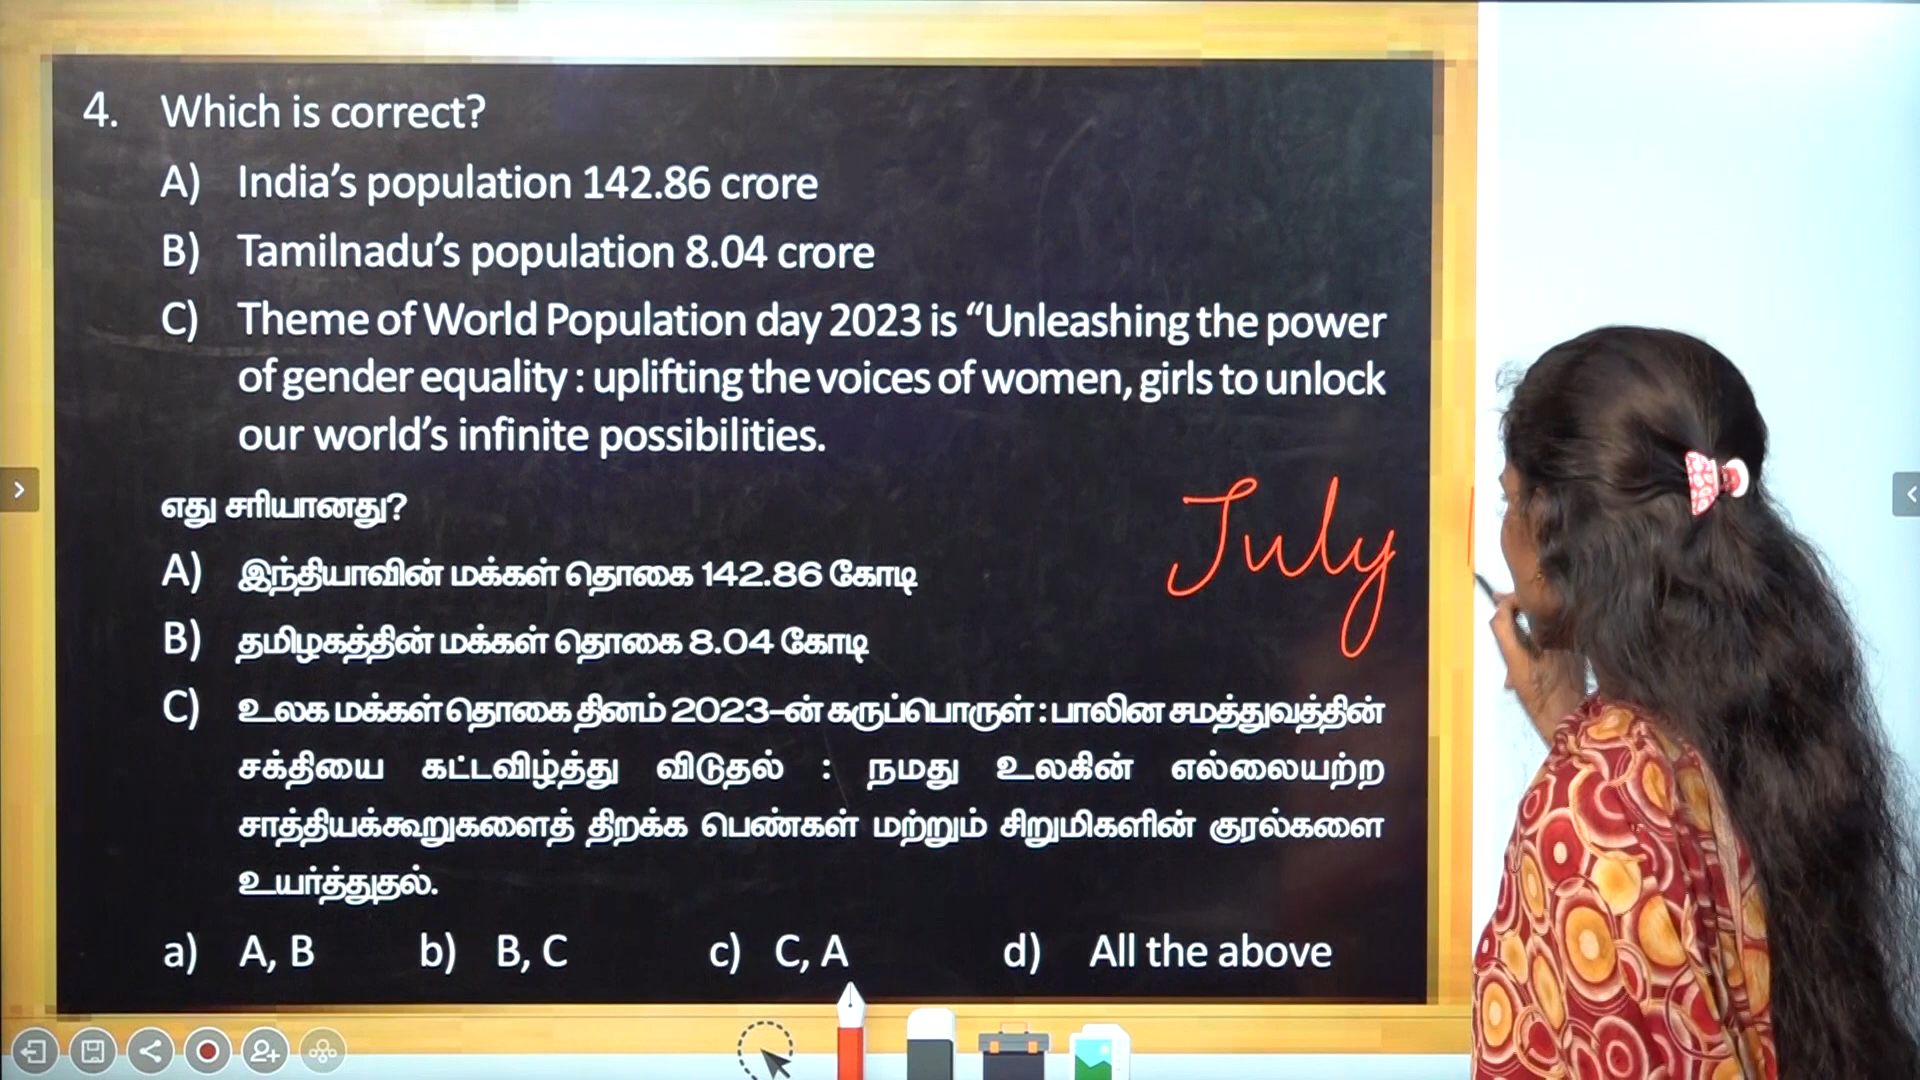 4. Which is correct?
A) India's population 142.86 crore
B) Tamilnadu's population 8.04 crore
C) Theme of World Population day 2023 is “Unleashing the power
of gender equality : uplifting the voices of women, girls to unlock
our world's infinite possibilities.
எது சரியானது?
July
A) இந்தியாவின் மக்கள் தொகை 142.86 கோடி
B) தமிழகத்தின் மக்கள் தொகை 8.04 கோடி
C) உலக மக்கள் தொகை தினம் 2023-ன் கருப்பொருள் : பாலின சமத்துவத்தின்
சக்தியை கட்டவிழ்த்து விடுதல் : நமது உலகின் எல்லையற்ற
சாத்தியக்கூறுகளைத் திறக்க பெண்கள் மற்றும் சிறுமிகளின் குரல்களை
உயர்த்துதல்.
a) A, B b) B, C c) C, A d) All the above